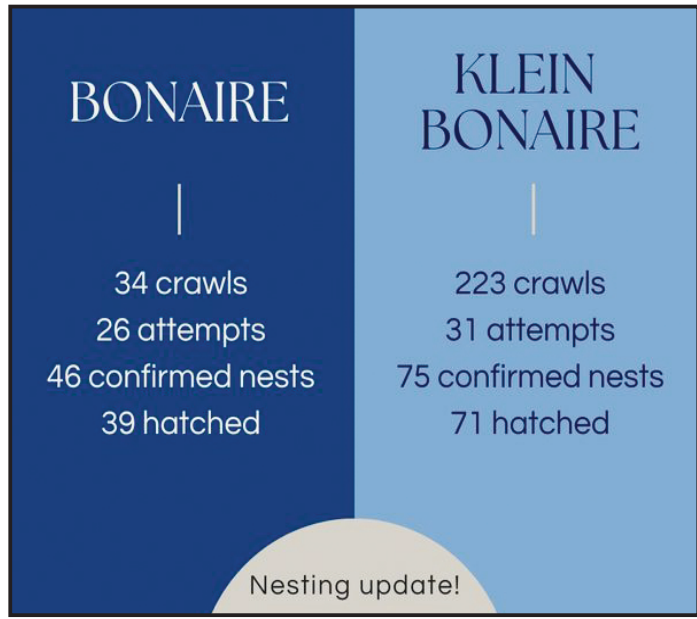 BONAIRE
34 crawls
26 attempts
46 confirmed nests
39 hatched
KLEIN
BONAIRE
223 crawls
31 attempts
75 confirmed nests
71 hatched
Nesting update!